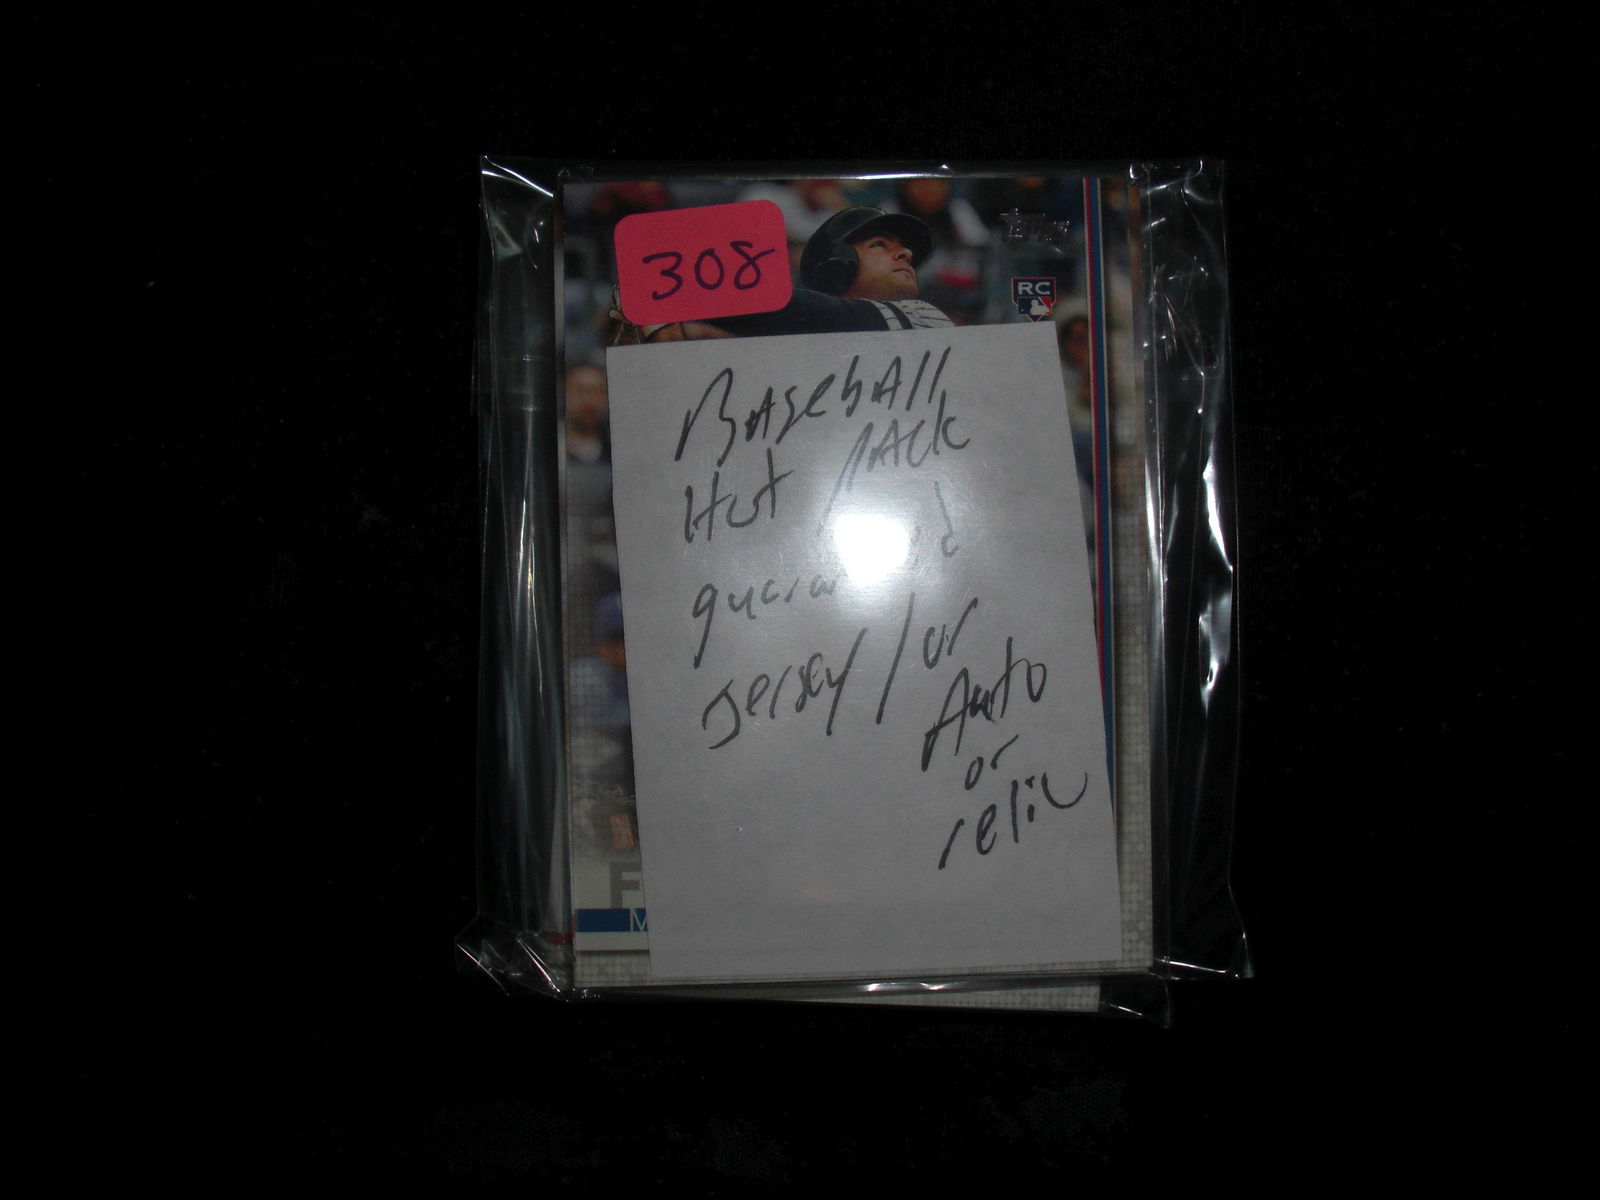 Topps
308
RC
Baseball
Hot Pack
Jersey / or
Auto
or
relic
F
M